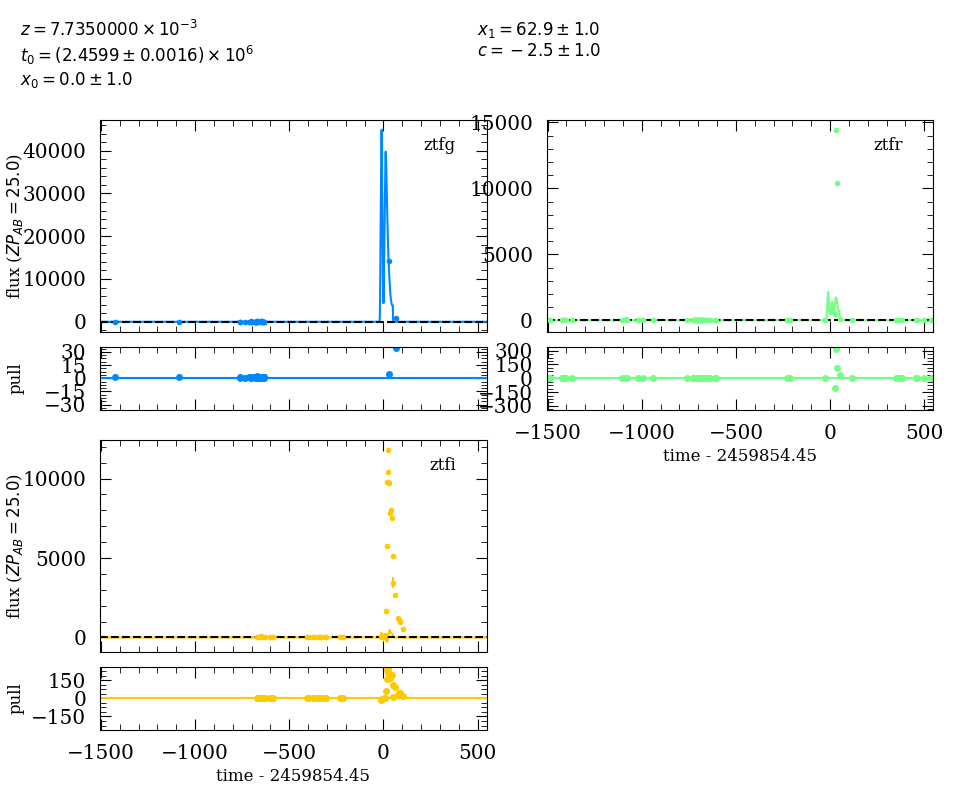 z = 7.7350000 × 10⁻³
t₀ = (2.4599 ± 0.0016) × 10⁶
x₀ = 0.0 ± 1.0
x₁ = 62.9 ± 1.0
c = −2.5 ± 1.0
ztfg
flux (ZP_AB = 25.0)
40000
30000
20000
10000
0
pull
30
15
0
−15
−30
ztfr
15000
10000
5000
0
300
150
0
−150
−300
−1500 −1000 −500 0 500
time - 2459854.45
ztfi
flux (ZP_AB = 25.0)
10000
5000
0
pull
150
0
−150
−1500 −1000 −500 0 500
time - 2459854.45